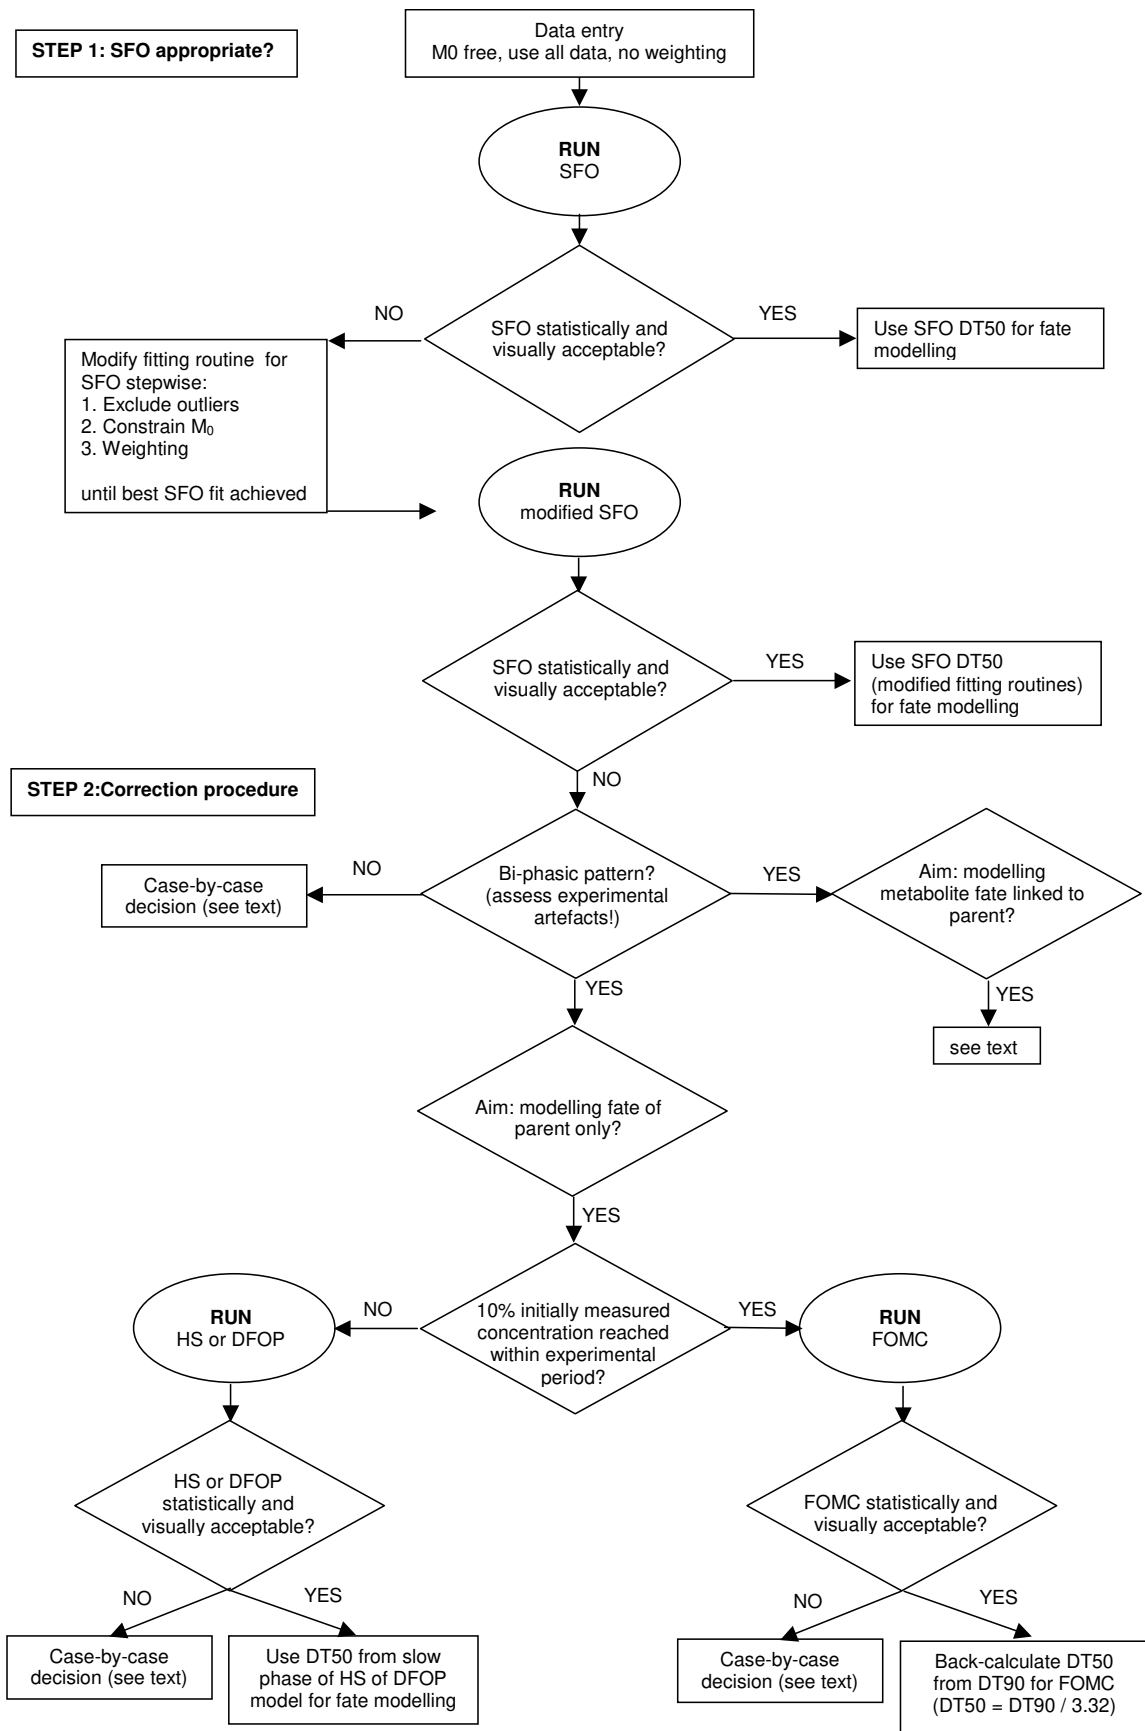 STEP 1: SFO appropriate?
Data entry
M0 free, use all data, no weighting
RUN
SFO
NO
SFO statistically and
visually acceptable?
YES
Use SFO DT50 for fate
modelling
Modify fitting routine for
SFO stepwise:
1. Exclude outliers
2. Constrain M₀
3. Weighting
until best SFO fit achieved
RUN
modified SFO
SFO statistically and
visually acceptable?
YES
Use SFO DT50
(modified fitting routines)
for fate modelling
NO
STEP 2:Correction procedure
NO
Case-by-case
decision (see text)
Bi-phasic pattern?
(assess experimental
artefacts!)
YES
Aim: modelling
metabolite fate linked to
parent?
YES
see text
YES
Aim: modelling fate of
parent only?
YES
10% initially measured
concentration reached
within experimental
period?
NO
RUN
HS or DFOP
YES
RUN
FOMC
HS or DFOP
statistically and
visually acceptable?
NO
Case-by-case
decision (see text)
YES
Use DT50 from slow
phase of HS of DFOP
model for fate modelling
FOMC statistically and
visually acceptable?
NO
Case-by-case
decision (see text)
YES
Back-calculate DT50
from DT90 for FOMC
(DT50 = DT90 / 3.32)